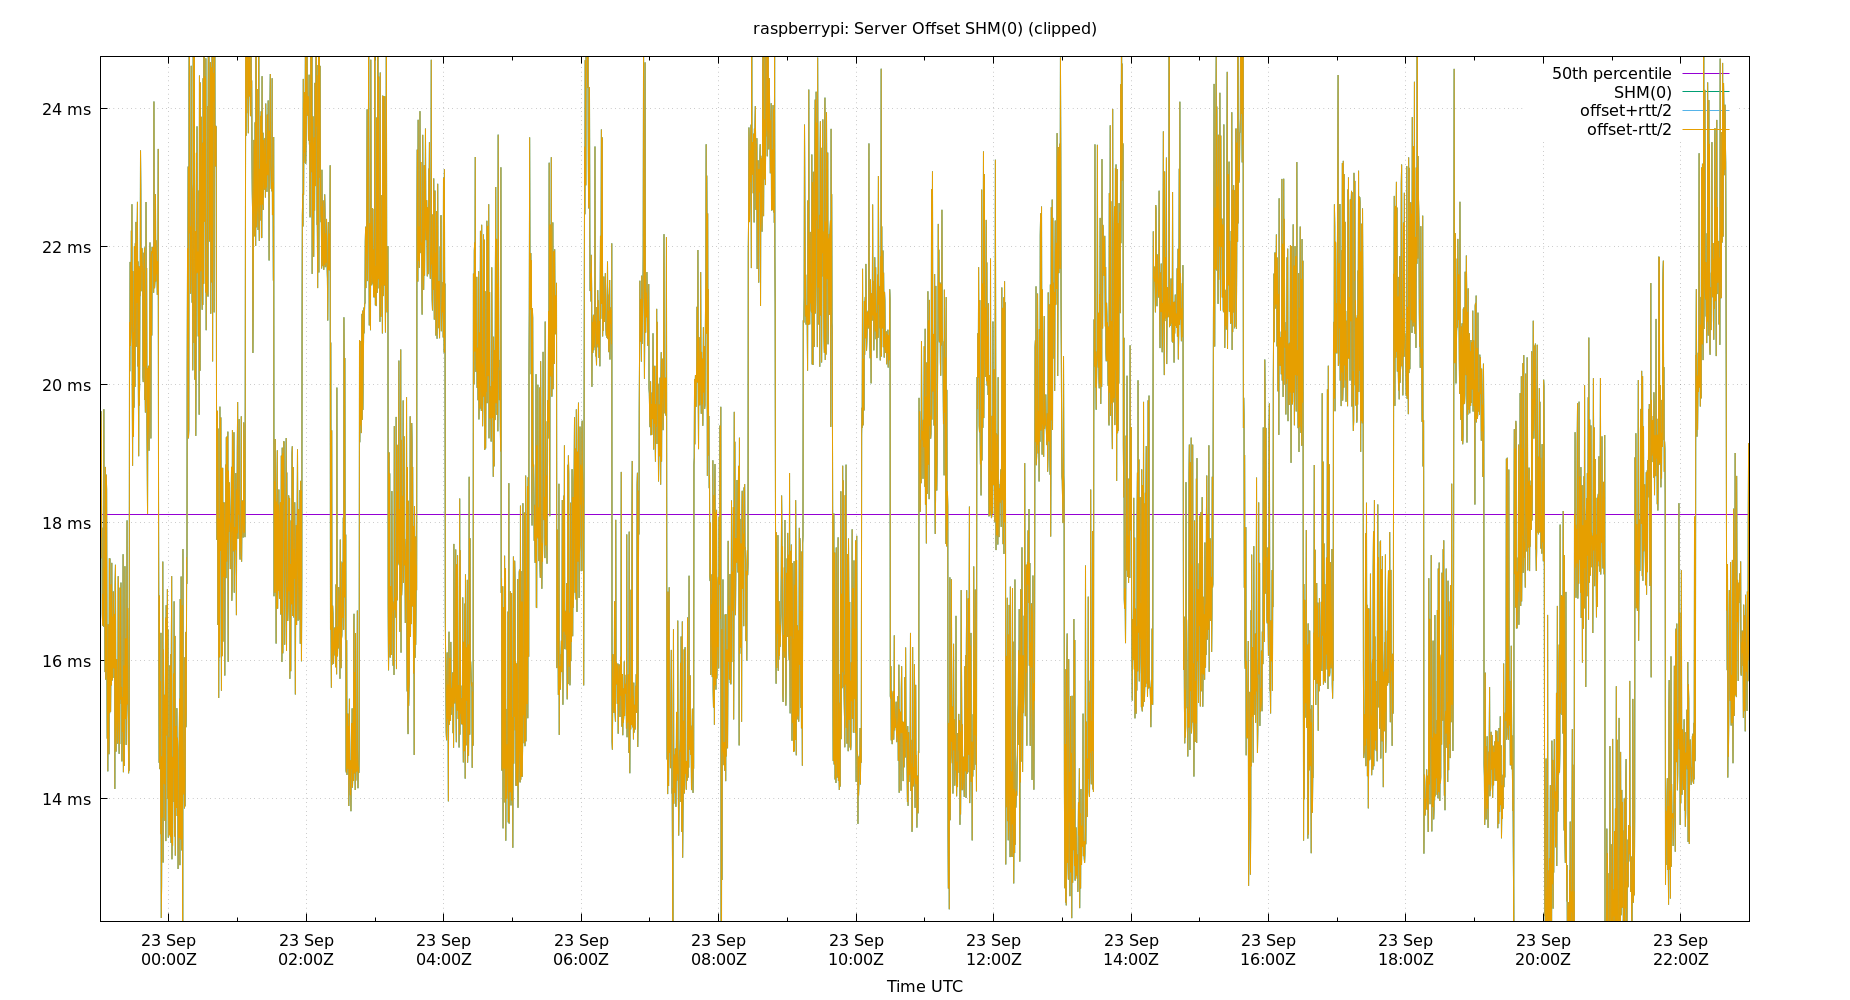 raspberrypi: Server Offset SHM(0) (clipped)
50th percentile
SHM(0)
offset+rtt/2
offset-rtt/2
24 ms
22 ms
20 ms
18 ms
16 ms
14 ms
23 Sep 23 Sep 23 Sep 23 Sep 23 Sep 23 Sep 23 Sep 23 Sep 23 Sep 23 Sep 23 Sep 23 Sep
00:00Z 02:00Z 04:00Z 06:00Z 08:00Z 10:00Z 12:00Z 14:00Z 16:00Z 18:00Z 20:00Z 22:00Z
Time UTC